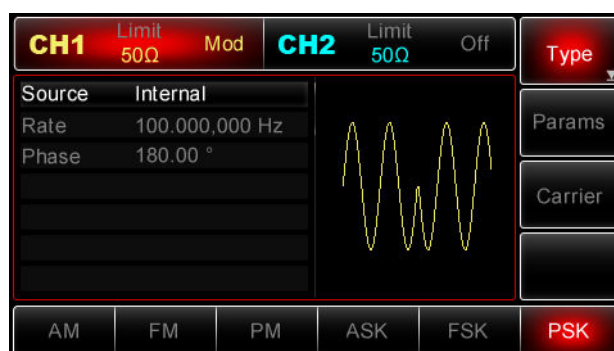 CH1 Limit 50Ω Mod CH2 Limit 50Ω Off
Type
Source Internal
Rate 100.000,000 Hz
Phase 180.00 °
Params
Carrier
AM FM PM ASK FSK PSK